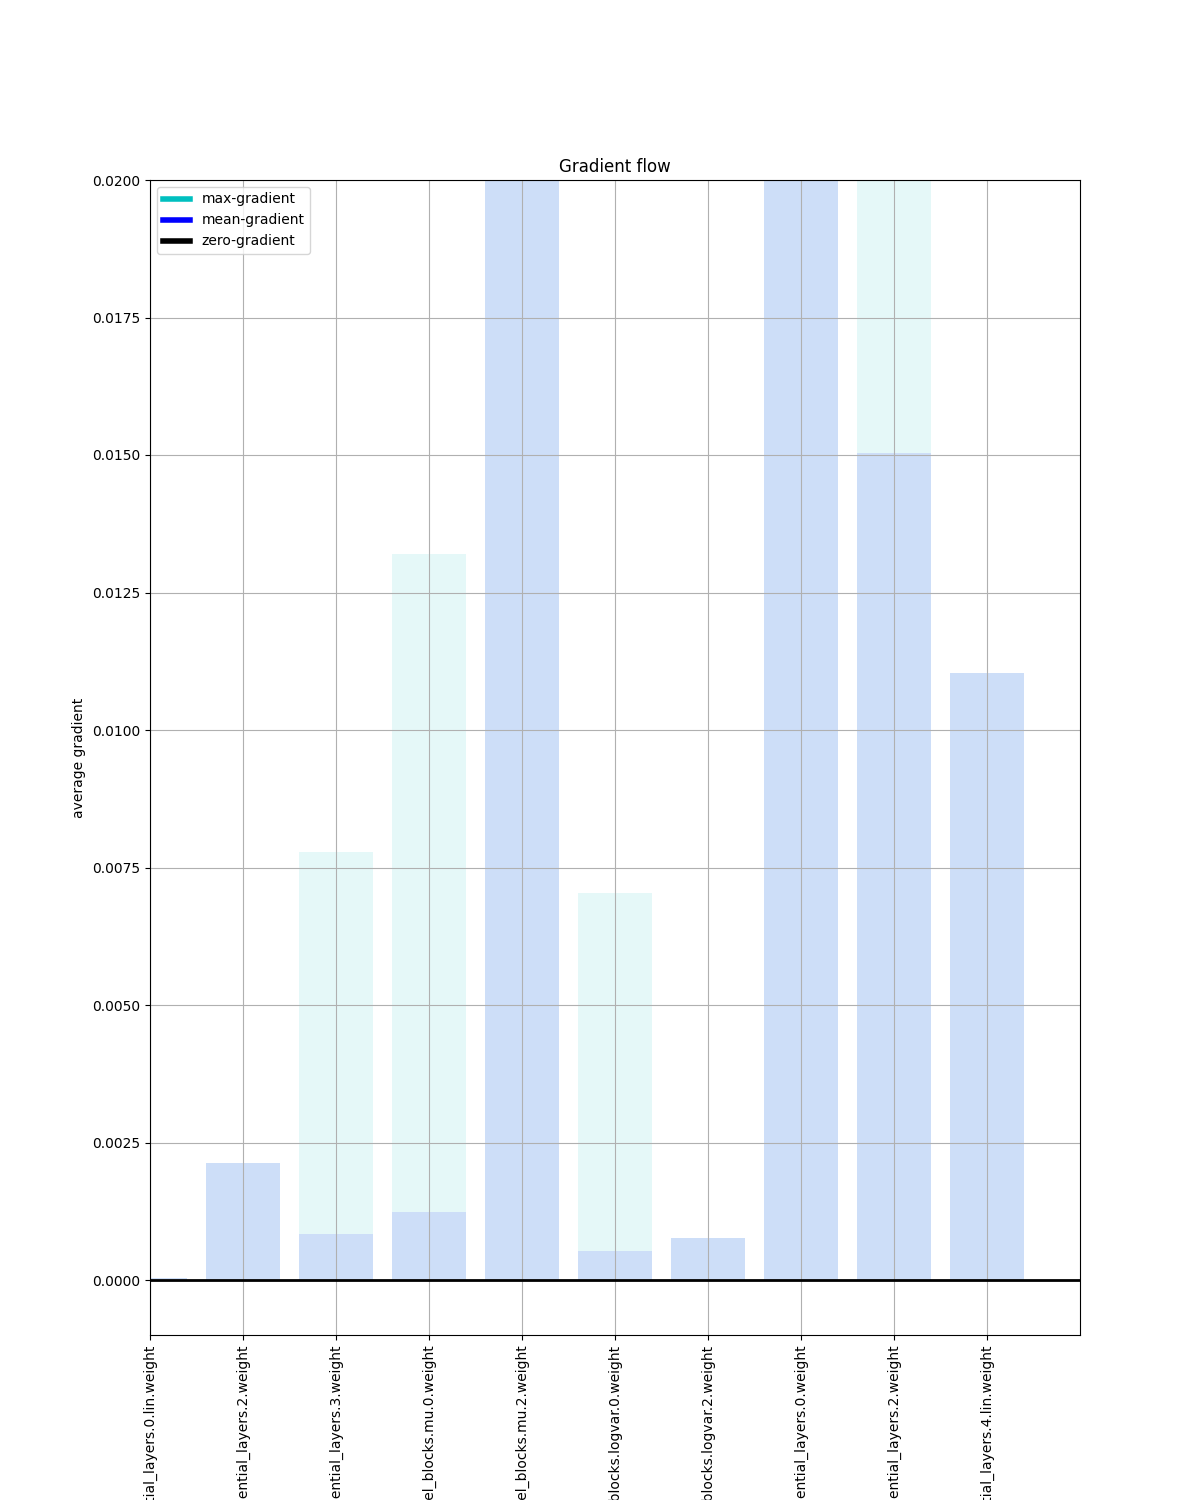 Gradient flow
max-gradient
mean-gradient
zero-gradient
0.0200
0.0175
0.0150
0.0125
0.0100
0.0075
0.0050
0.0025
0.0000
average gradient
tial_layers.0.lin.weight
ential_layers.2.weight
ential_layers.3.weight
el_blocks.mu.0.weight
el_blocks.mu.2.weight
blocks.logvar.0.weight
blocks.logvar.2.weight
ential_layers.0.weight
ential_layers.2.weight
tial_layers.4.lin.weight